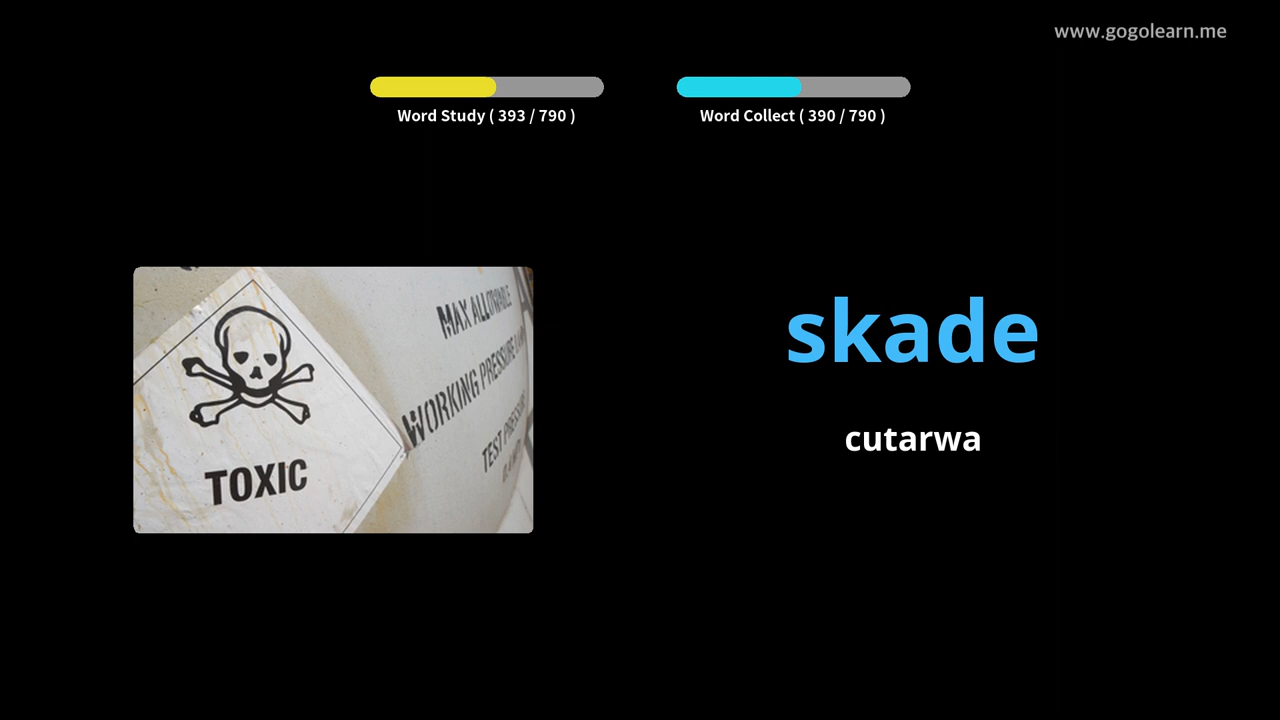 www.gogolearn.me
Word Study ( 393 / 790 )
Word Collect ( 390 / 790 )
MAX ALLOWABLE
WORKING PRESSURE
TEST PRESSURE
TOXIC
skade
cutarwa